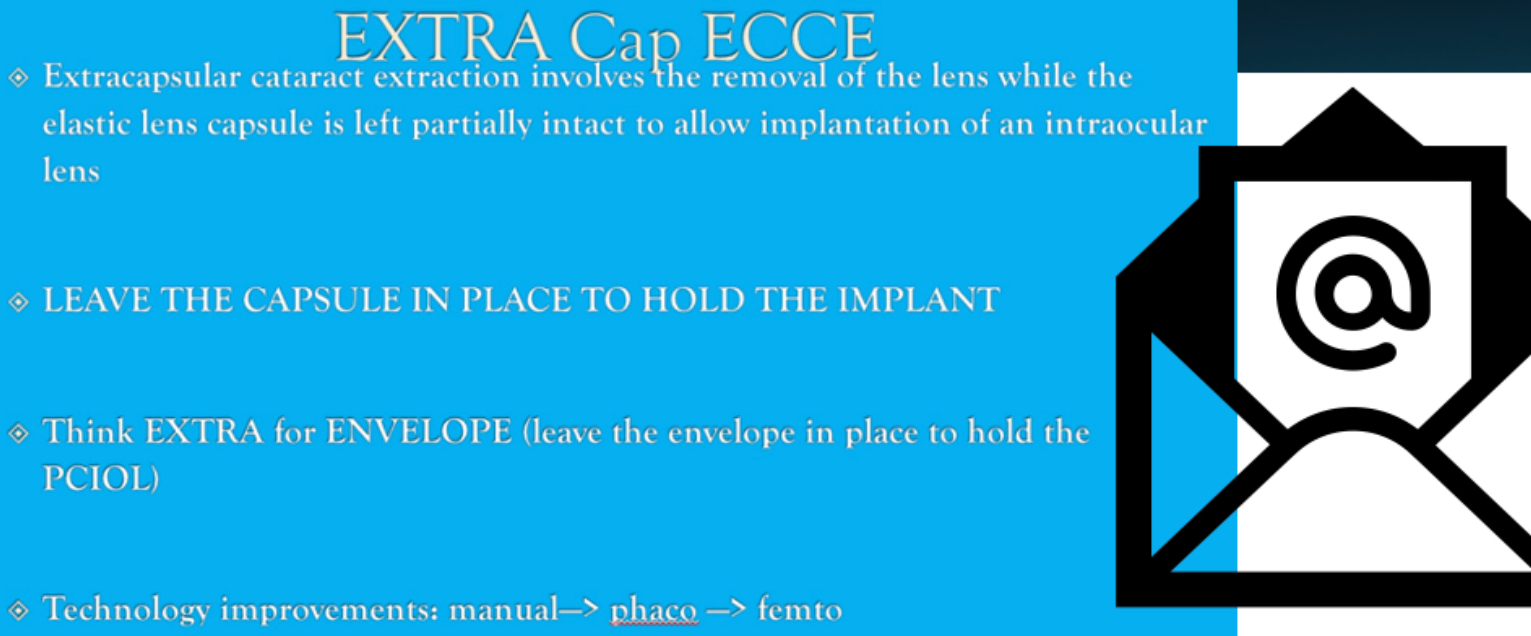 EXTRA Cap ECCE
Extracapsular cataract extraction involves the removal of the lens while the
elastic lens capsule is left partially intact to allow implantation of an intraocular
lens
LEAVE THE CAPSULE IN PLACE TO HOLD THE IMPLANT
Think EXTRA for ENVELOPE (leave the envelope in place to hold the
PCIOL)
Technology improvements: manual—> phaco —> femto
@